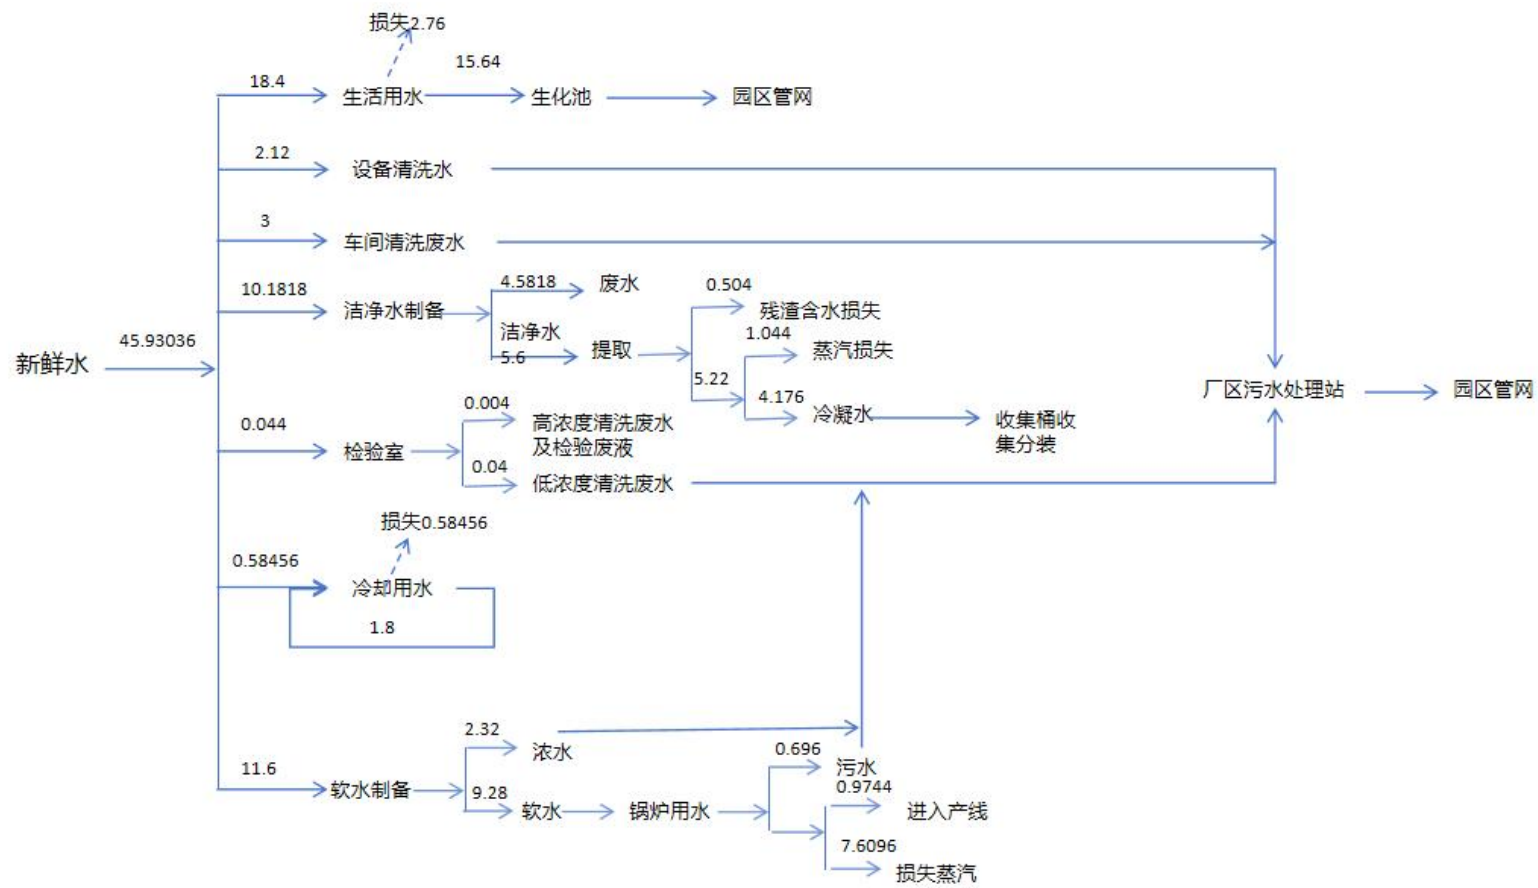 损失2.76
18.4
生活用水
15.64
生化池
园区管网
2.12
设备清洗水
3
车间清洗废水
10.1818
洁净水制备
4.5818
废水
洁净水
5.6
提取
0.504
残渣含水损失
1.044
蒸汽损失
5.22
4.176
冷凝水
收集桶收
集分装
新鲜水
45.93036
厂区污水处理站
园区管网
0.044
检验室
0.004
高浓度清洗废水
及检验废液
0.04
低浓度清洗废水
损失0.58456
0.58456
冷却用水
1.8
11.6
软水制备
2.32
浓水
9.28
软水
锅炉用水
0.696
污水
0.9744
进入产线
7.6096
损失蒸汽